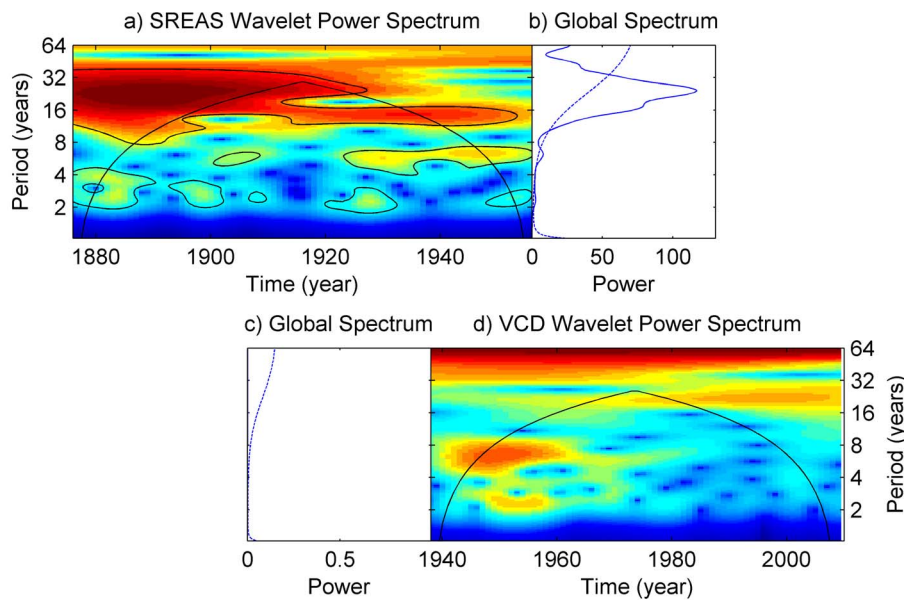 a) SREAS Wavelet Power Spectrum
b) Global Spectrum
64
32
16
8
4
2
Period (years)
1880 1900 1920 1940
Time (year)
0 50 100
Power
c) Global Spectrum
d) VCD Wavelet Power Spectrum
64
32
16
8
4
2
Period (years)
0 0.5
Power
1940 1960 1980 2000
Time (year)